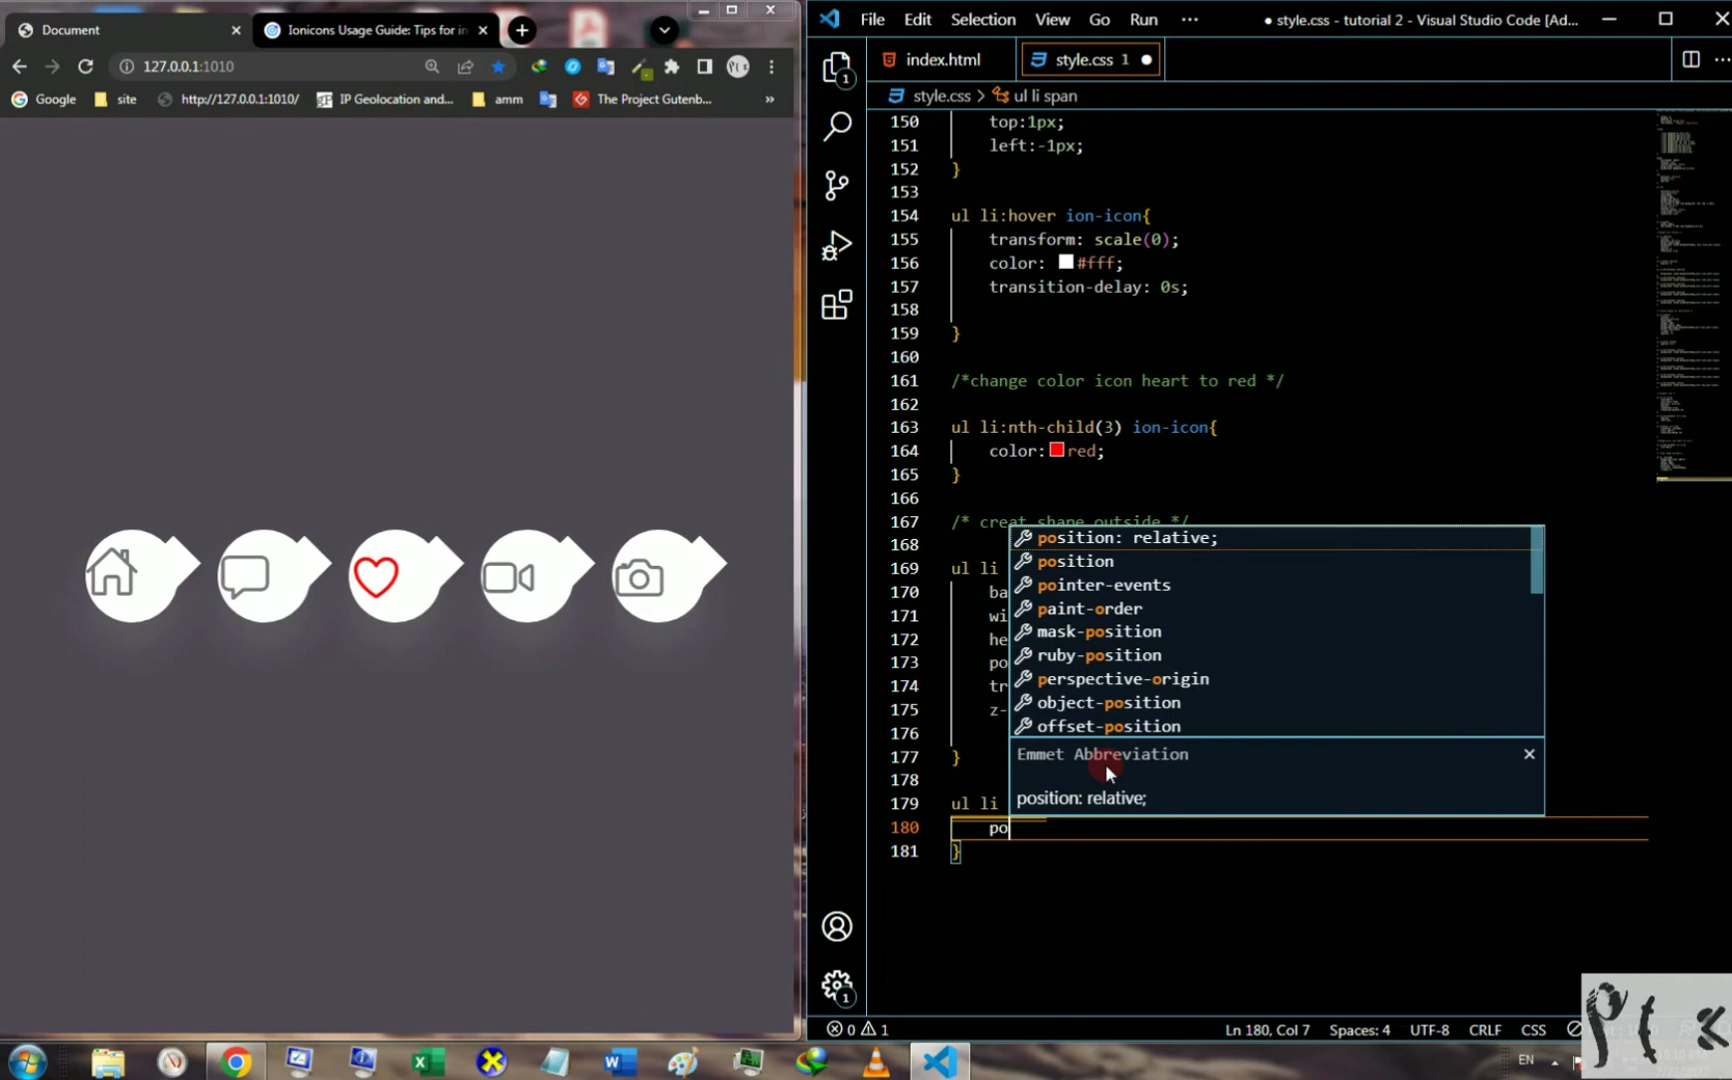 Document
Ionicons Usage Guide: Tips for in
127.0.0.1:1010
Google
site
http://127.0.0.1:1010/
IP Geolocation and...
amm
The Project Gutenb...
»
File Edit Selection View Go Run ···
● style.css - tutorial 2 - Visual Studio Code [Ad...
index.html
style.css 1 ●
style.css > ul li span
150 top:1px;
151 left:-1px;
152 }
153
154 ul li:hover ion-icon{
155 transform: scale(0);
156 color: #fff;
157 transition-delay: 0s;
158
159 }
160
161 /*change color icon heart to red */
162
163 ul li:nth-child(3) ion-icon{
164 color: red;
165 }
166
167 /* creat shape outside */
168
169 ul li
170 ba
171 wi
172 he
173 po
174 tr
175 z-
176
177 }
178
179 ul li
180 po
181 }
position: relative;
position
pointer-events
paint-order
mask-position
ruby-position
perspective-origin
object-position
offset-position
Emmet Abbreviation
position: relative;
1
1
0 1
Ln 180, Col 7
Spaces: 4
UTF-8
CRLF
CSS
EN